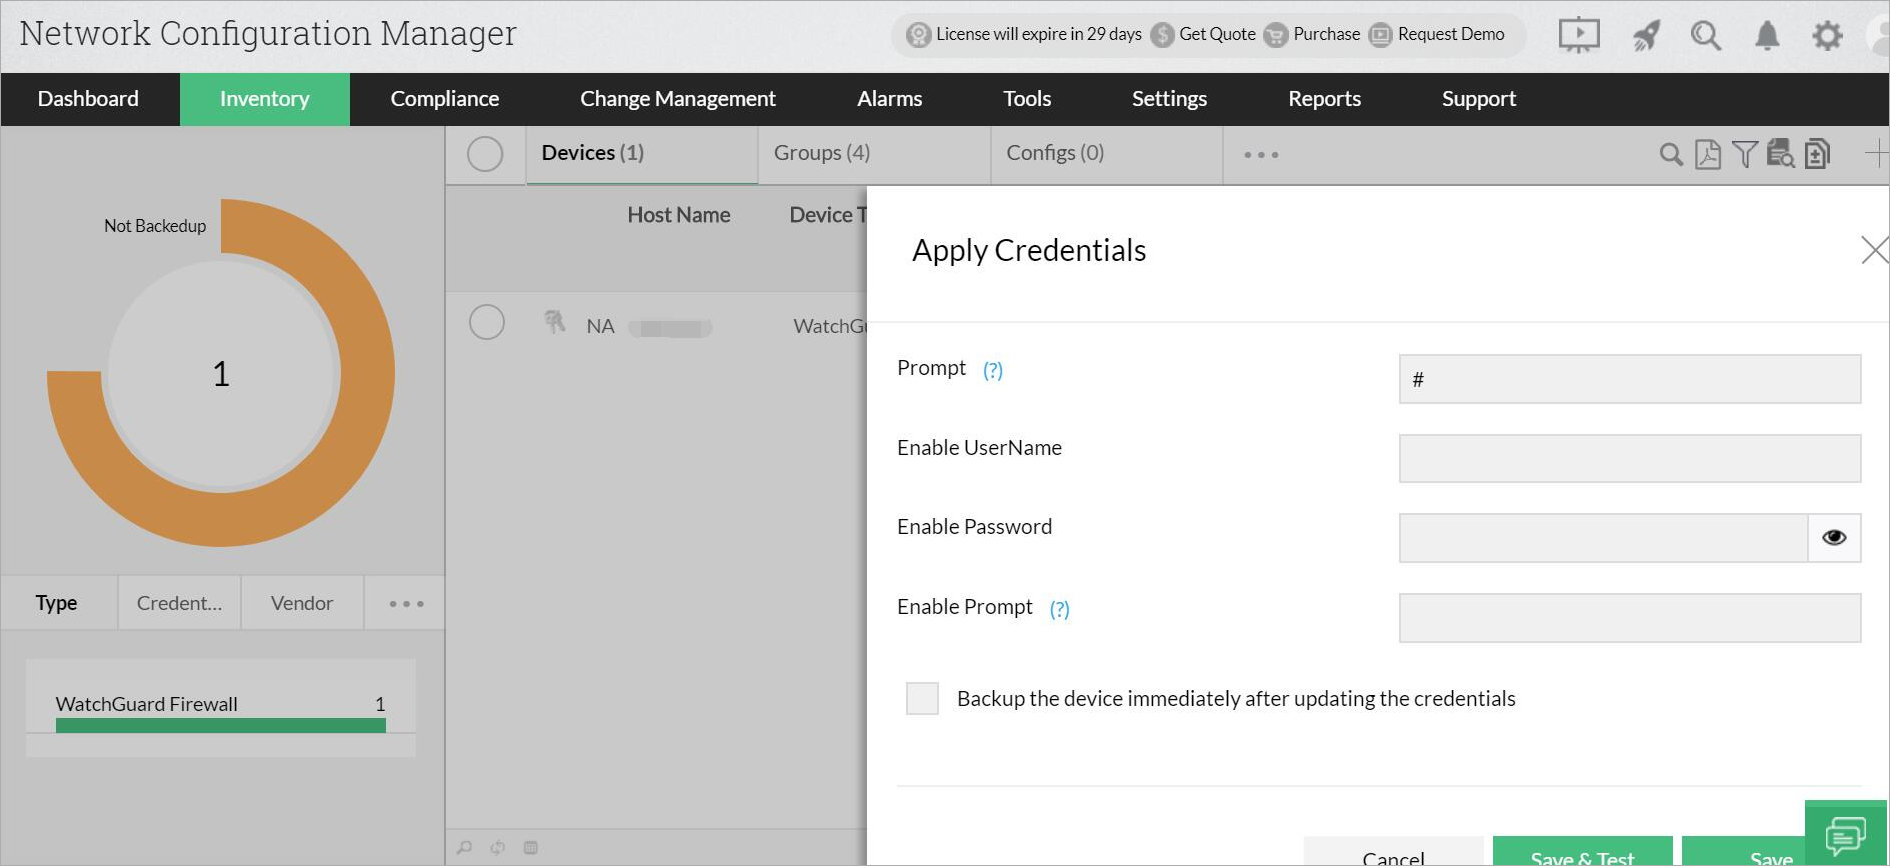 Network Configuration Manager
License will expire in 29 days Get Quote Purchase Request Demo
Dashboard Inventory Compliance Change Management Alarms Tools Settings Reports Support
Devices (1) Groups (4) Configs (0)
Host Name Device T
Not Backedup
1
NA WatchGu
Type Credent... Vendor
WatchGuard Firewall 1
Apply Credentials
Prompt (?) #
Enable UserName
Enable Password
Enable Prompt (?)
Backup the device immediately after updating the credentials
Cancel Save & Test Save